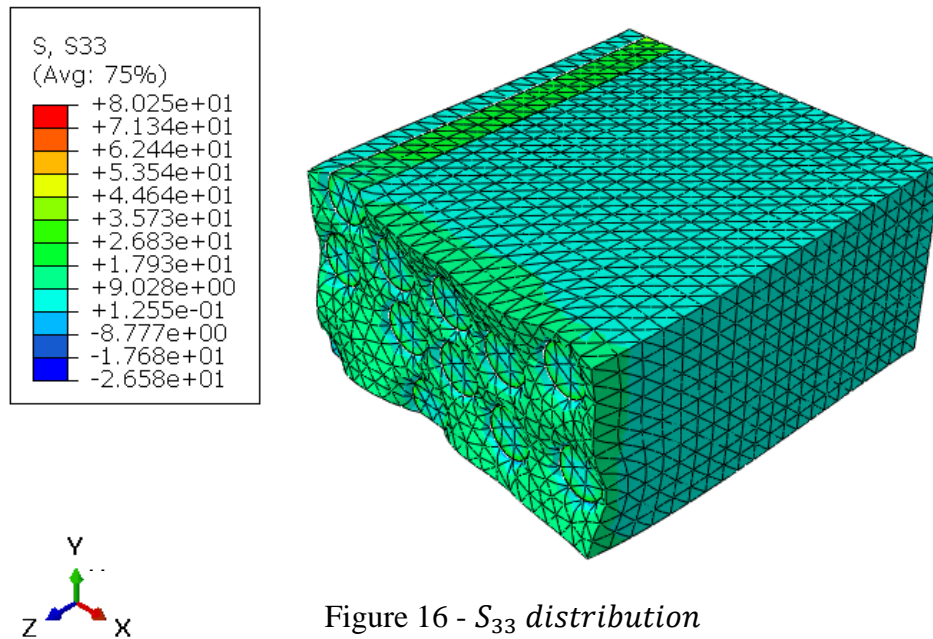 S, S33
(Avg: 75%)
+8.025e+01
+7.134e+01
+6.244e+01
+5.354e+01
+4.464e+01
+3.573e+01
+2.683e+01
+1.793e+01
+9.028e+00
+1.255e-01
-8.777e+00
-1.768e+01
-2.658e+01
Y
Z X
Figure 16 - S₃₃ distribution